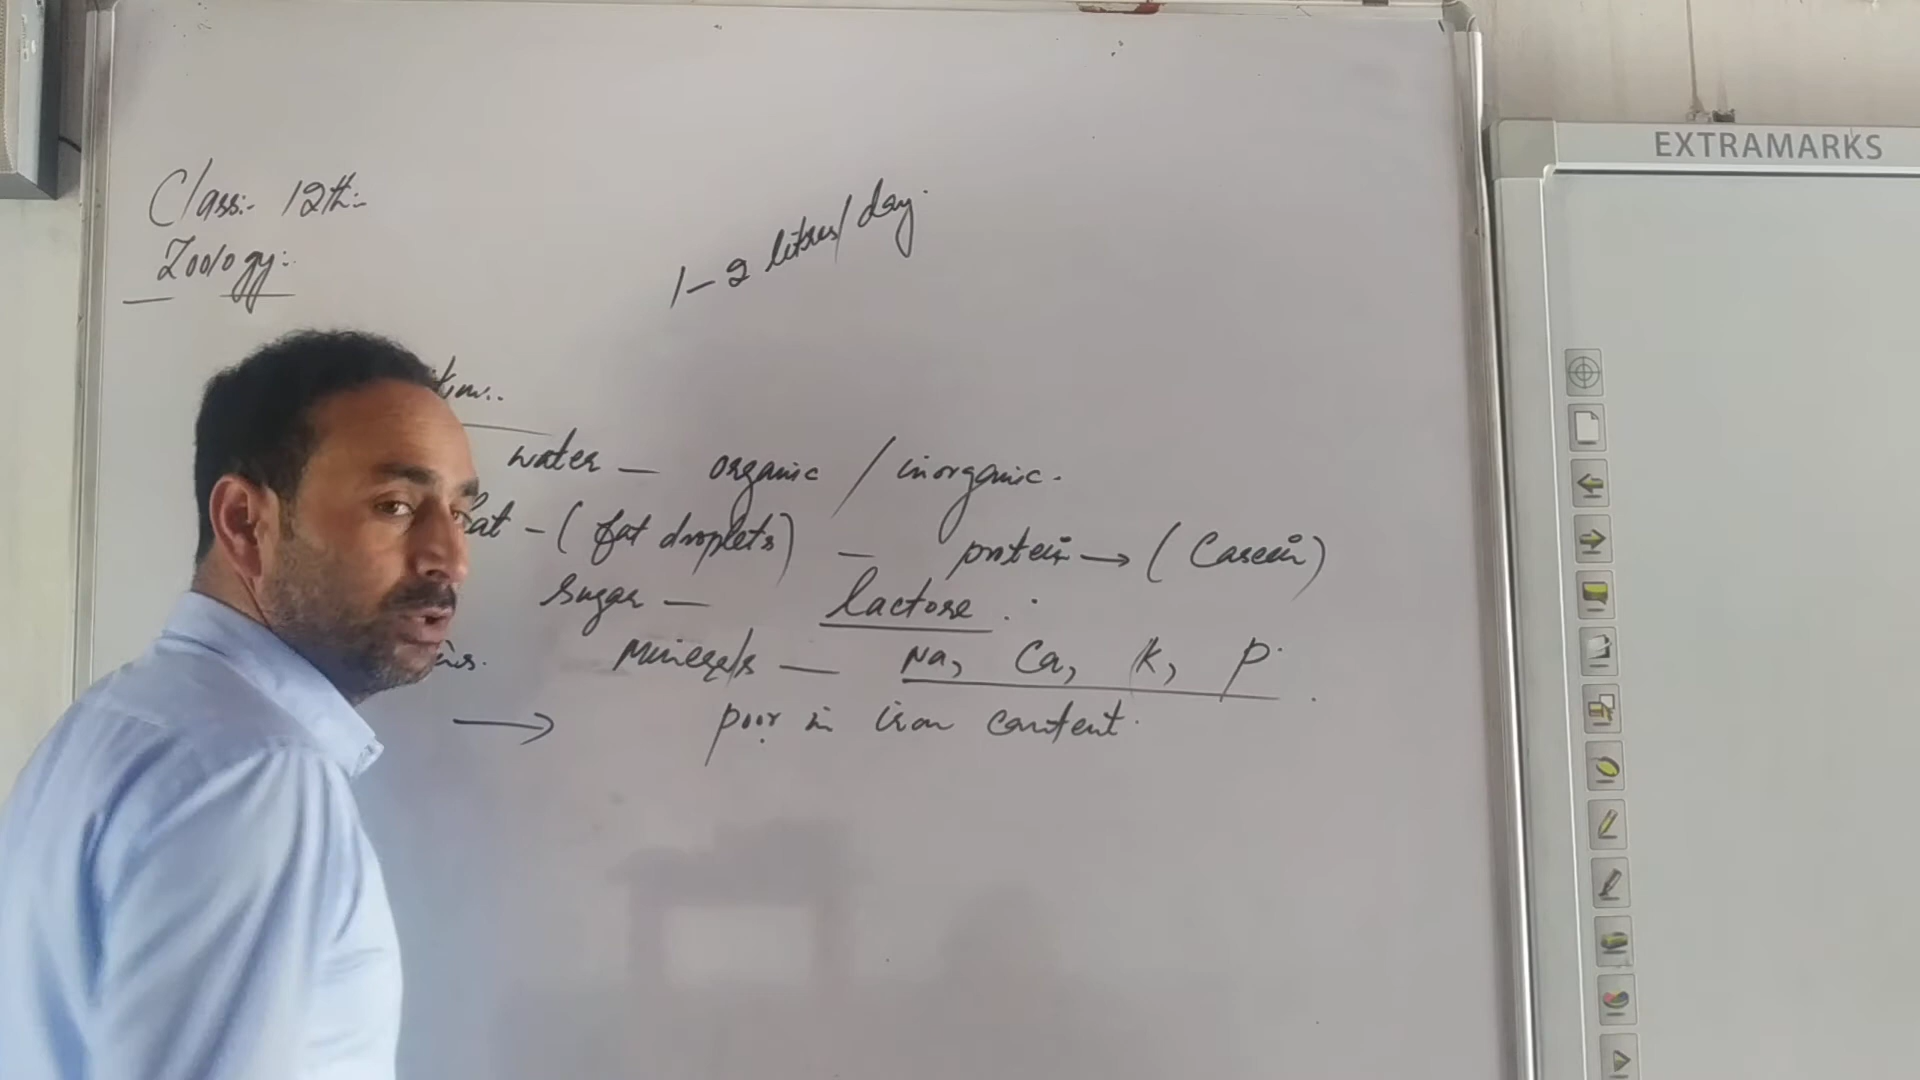 Class:- 12th:-
Zoology:-
1-2 litres/day.
water — organic / inorganic.
fat - (fat droplets) — protein → (Casein)
sugar — lactose.
Minerals — Na, Ca, K, P.
→ poor in iron content.
EXTRAMARKS